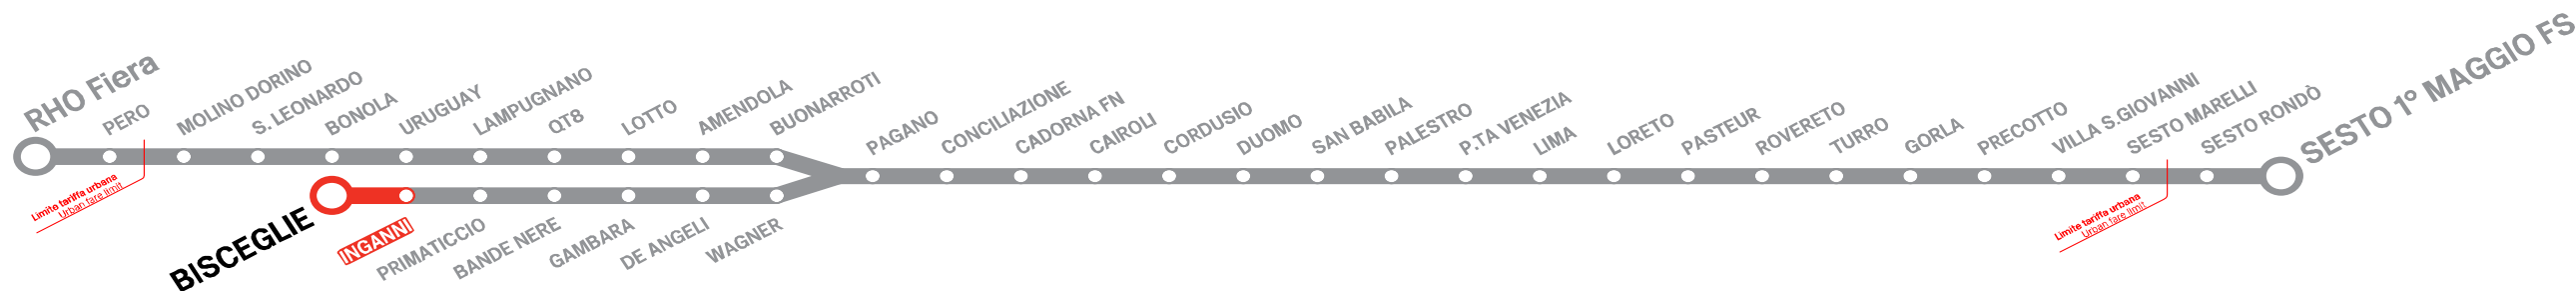 RHO Fiera
PERO
MOLINO DORINO
S. LEONARDO
BONOLA
URUGUAY
LAMPUGNANO
QT8
LOTTO
AMENDOLA
BUONARROTI
PAGANO
CONCILIAZIONE
CADORNA FN
CAIROLI
CORDUSIO
DUOMO
SAN BABILA
PALESTRO
P.TA VENEZIA
LIMA
LORETO
PASTEUR
ROVERETO
TURRO
GORLA
PRECOTTO
VILLA S.GIOVANNI
SESTO MARELLI
SESTO RONDÒ
SESTO 1° MAGGIO FS
Limite tariffa urbana
Urban fare limit
BISCEGLIE
INGANNI
PRIMATICCIO
BANDE NERE
GAMBARA
DE ANGELI
WAGNER
Limite tariffa urbana
Urban fare limit